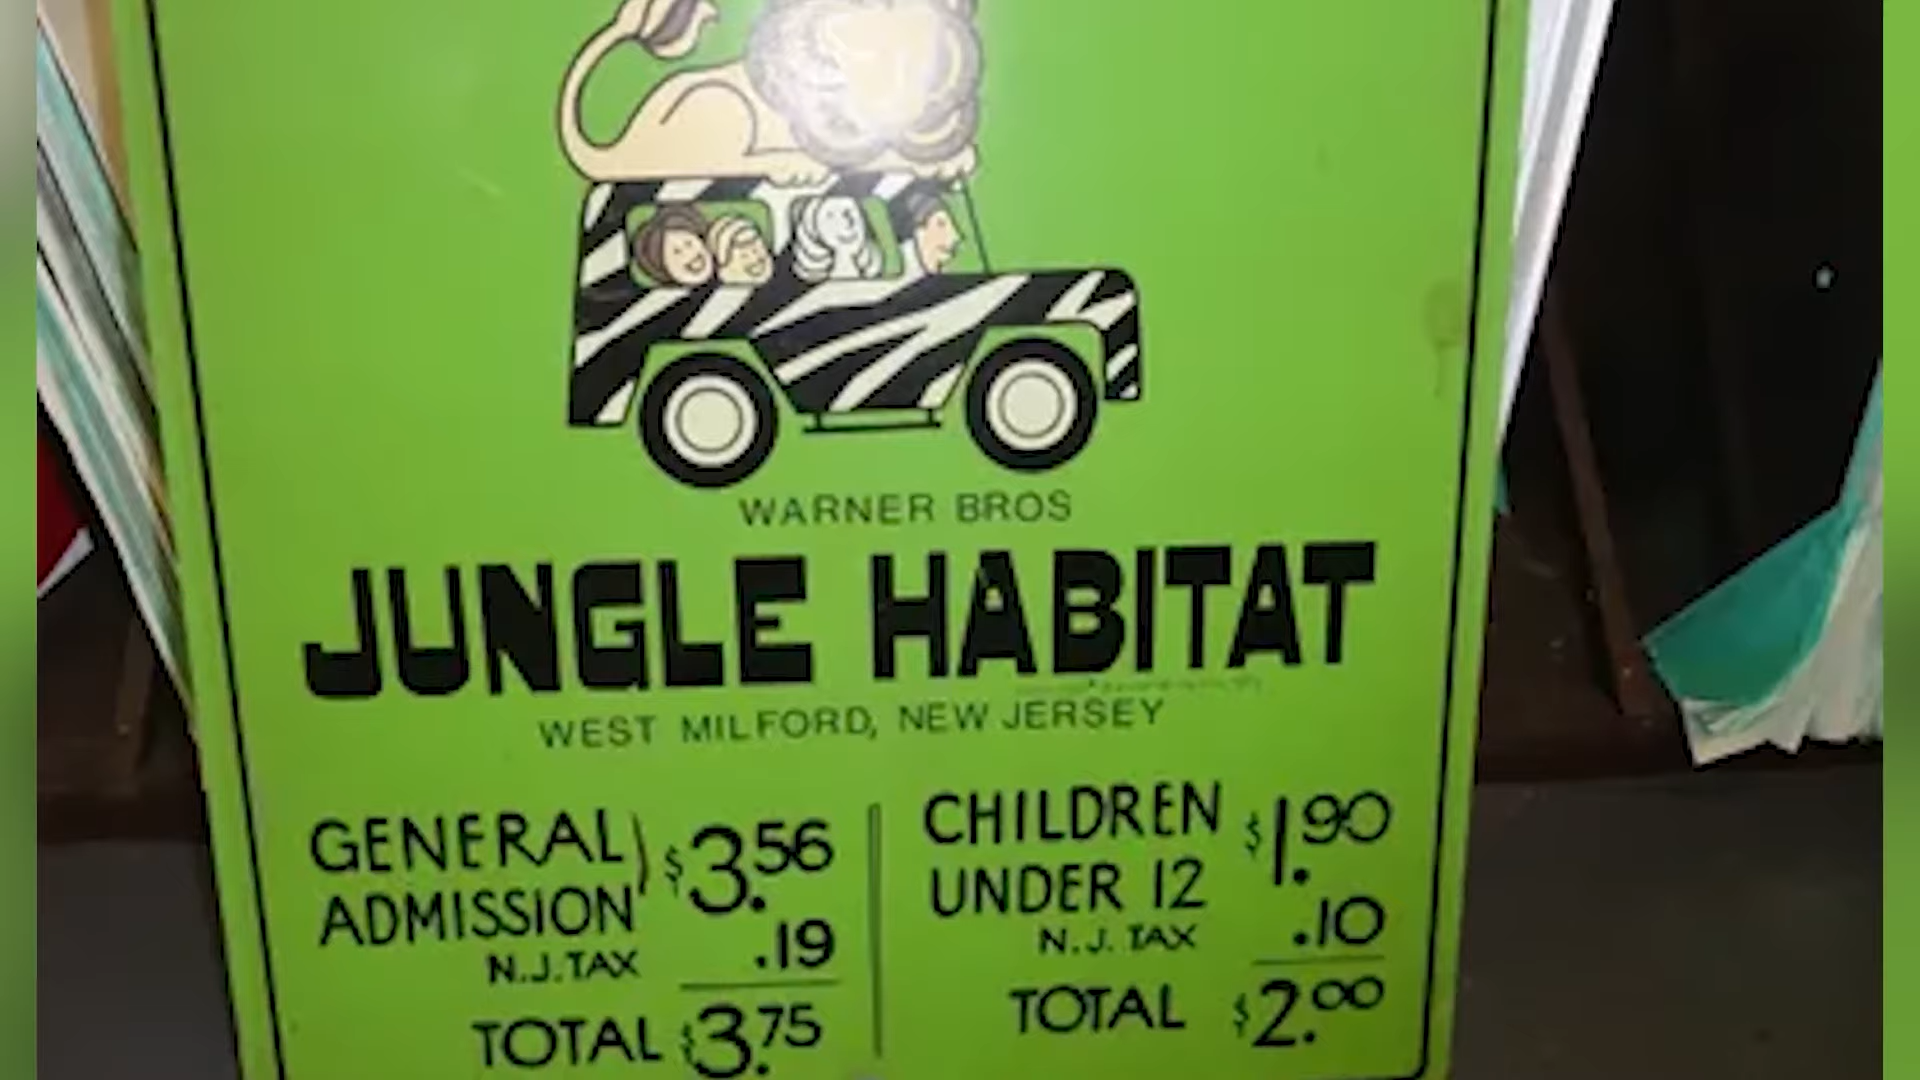 WARNER BROS
JUNGLE HABITAT
WEST MILFORD, NEW JERSEY
GENERAL ADMISSION) $3.56
N.J. TAX .19
TOTAL $3.75
CHILDREN UNDER 12 $1.90
N.J. TAX .10
TOTAL $2.00